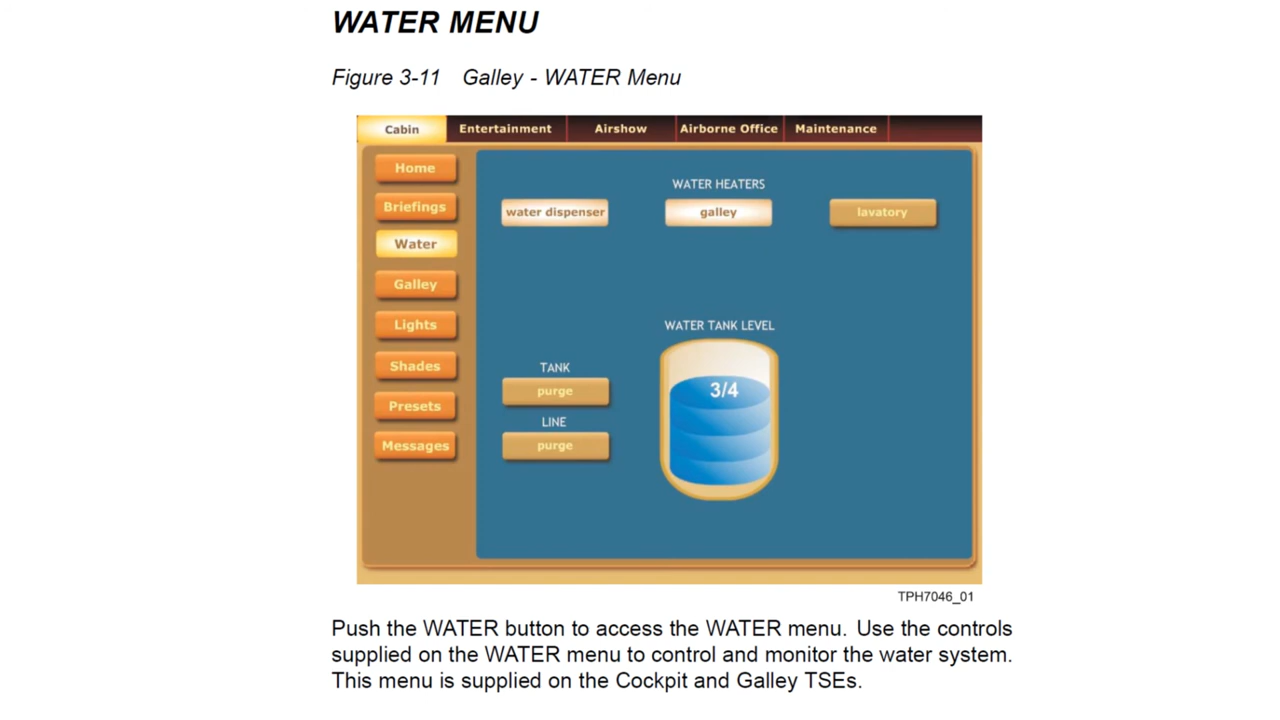 WATER MENU
Figure 3-11 Galley - WATER Menu
Cabin Entertainment Airshow Airborne Office Maintenance
Home
Briefings
Water
Galley
Lights
Shades
Presets
Messages
WATER HEATERS
water dispenser galley lavatory
WATER TANK LEVEL
3/4
TANK
purge
LINE
purge
TPH7046_01
Push the WATER button to access the WATER menu. Use the controls
supplied on the WATER menu to control and monitor the water system.
This menu is supplied on the Cockpit and Galley TSEs.